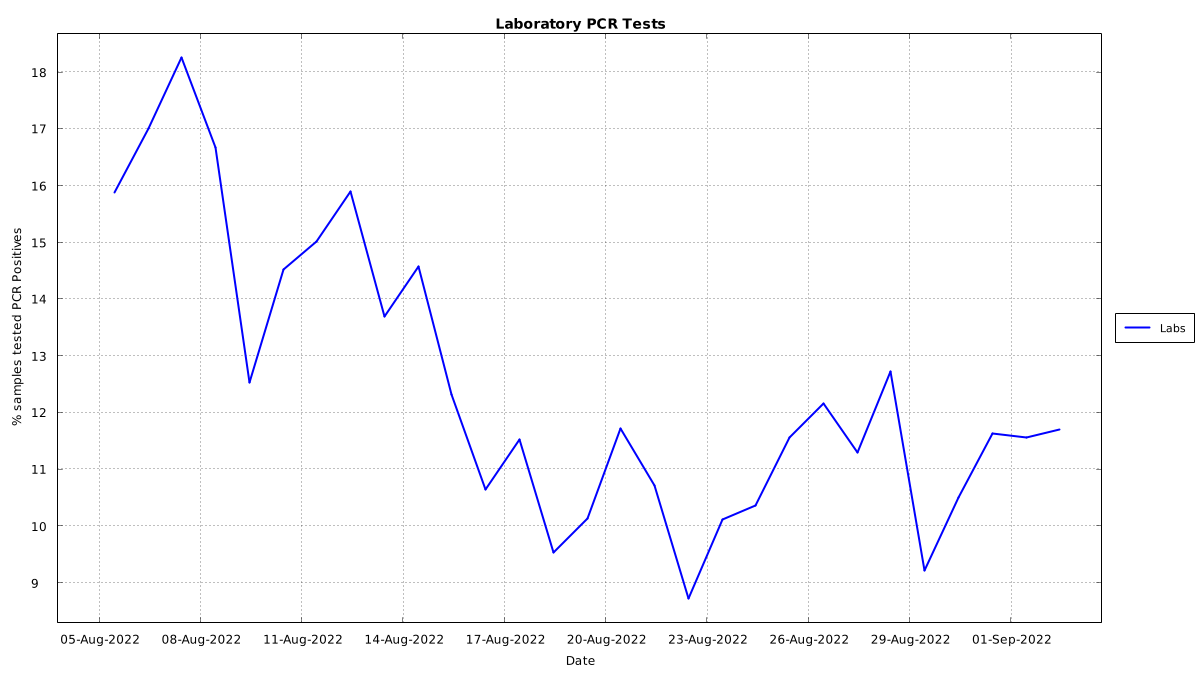 Laboratory PCR Tests
% samples tested PCR Positives
18
17
16
15
14
13
12
11
10
9
05-Aug-2022 08-Aug-2022 11-Aug-2022 14-Aug-2022 17-Aug-2022 20-Aug-2022 23-Aug-2022 26-Aug-2022 29-Aug-2022 01-Sep-2022
Date
Labs